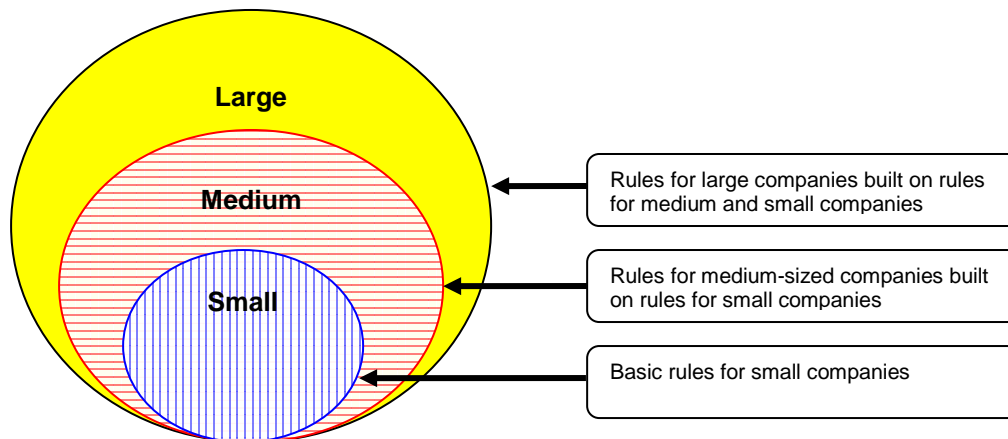 Large
Medium
Small
Rules for large companies built on rules
for medium and small companies
Rules for medium-sized companies built
on rules for small companies
Basic rules for small companies